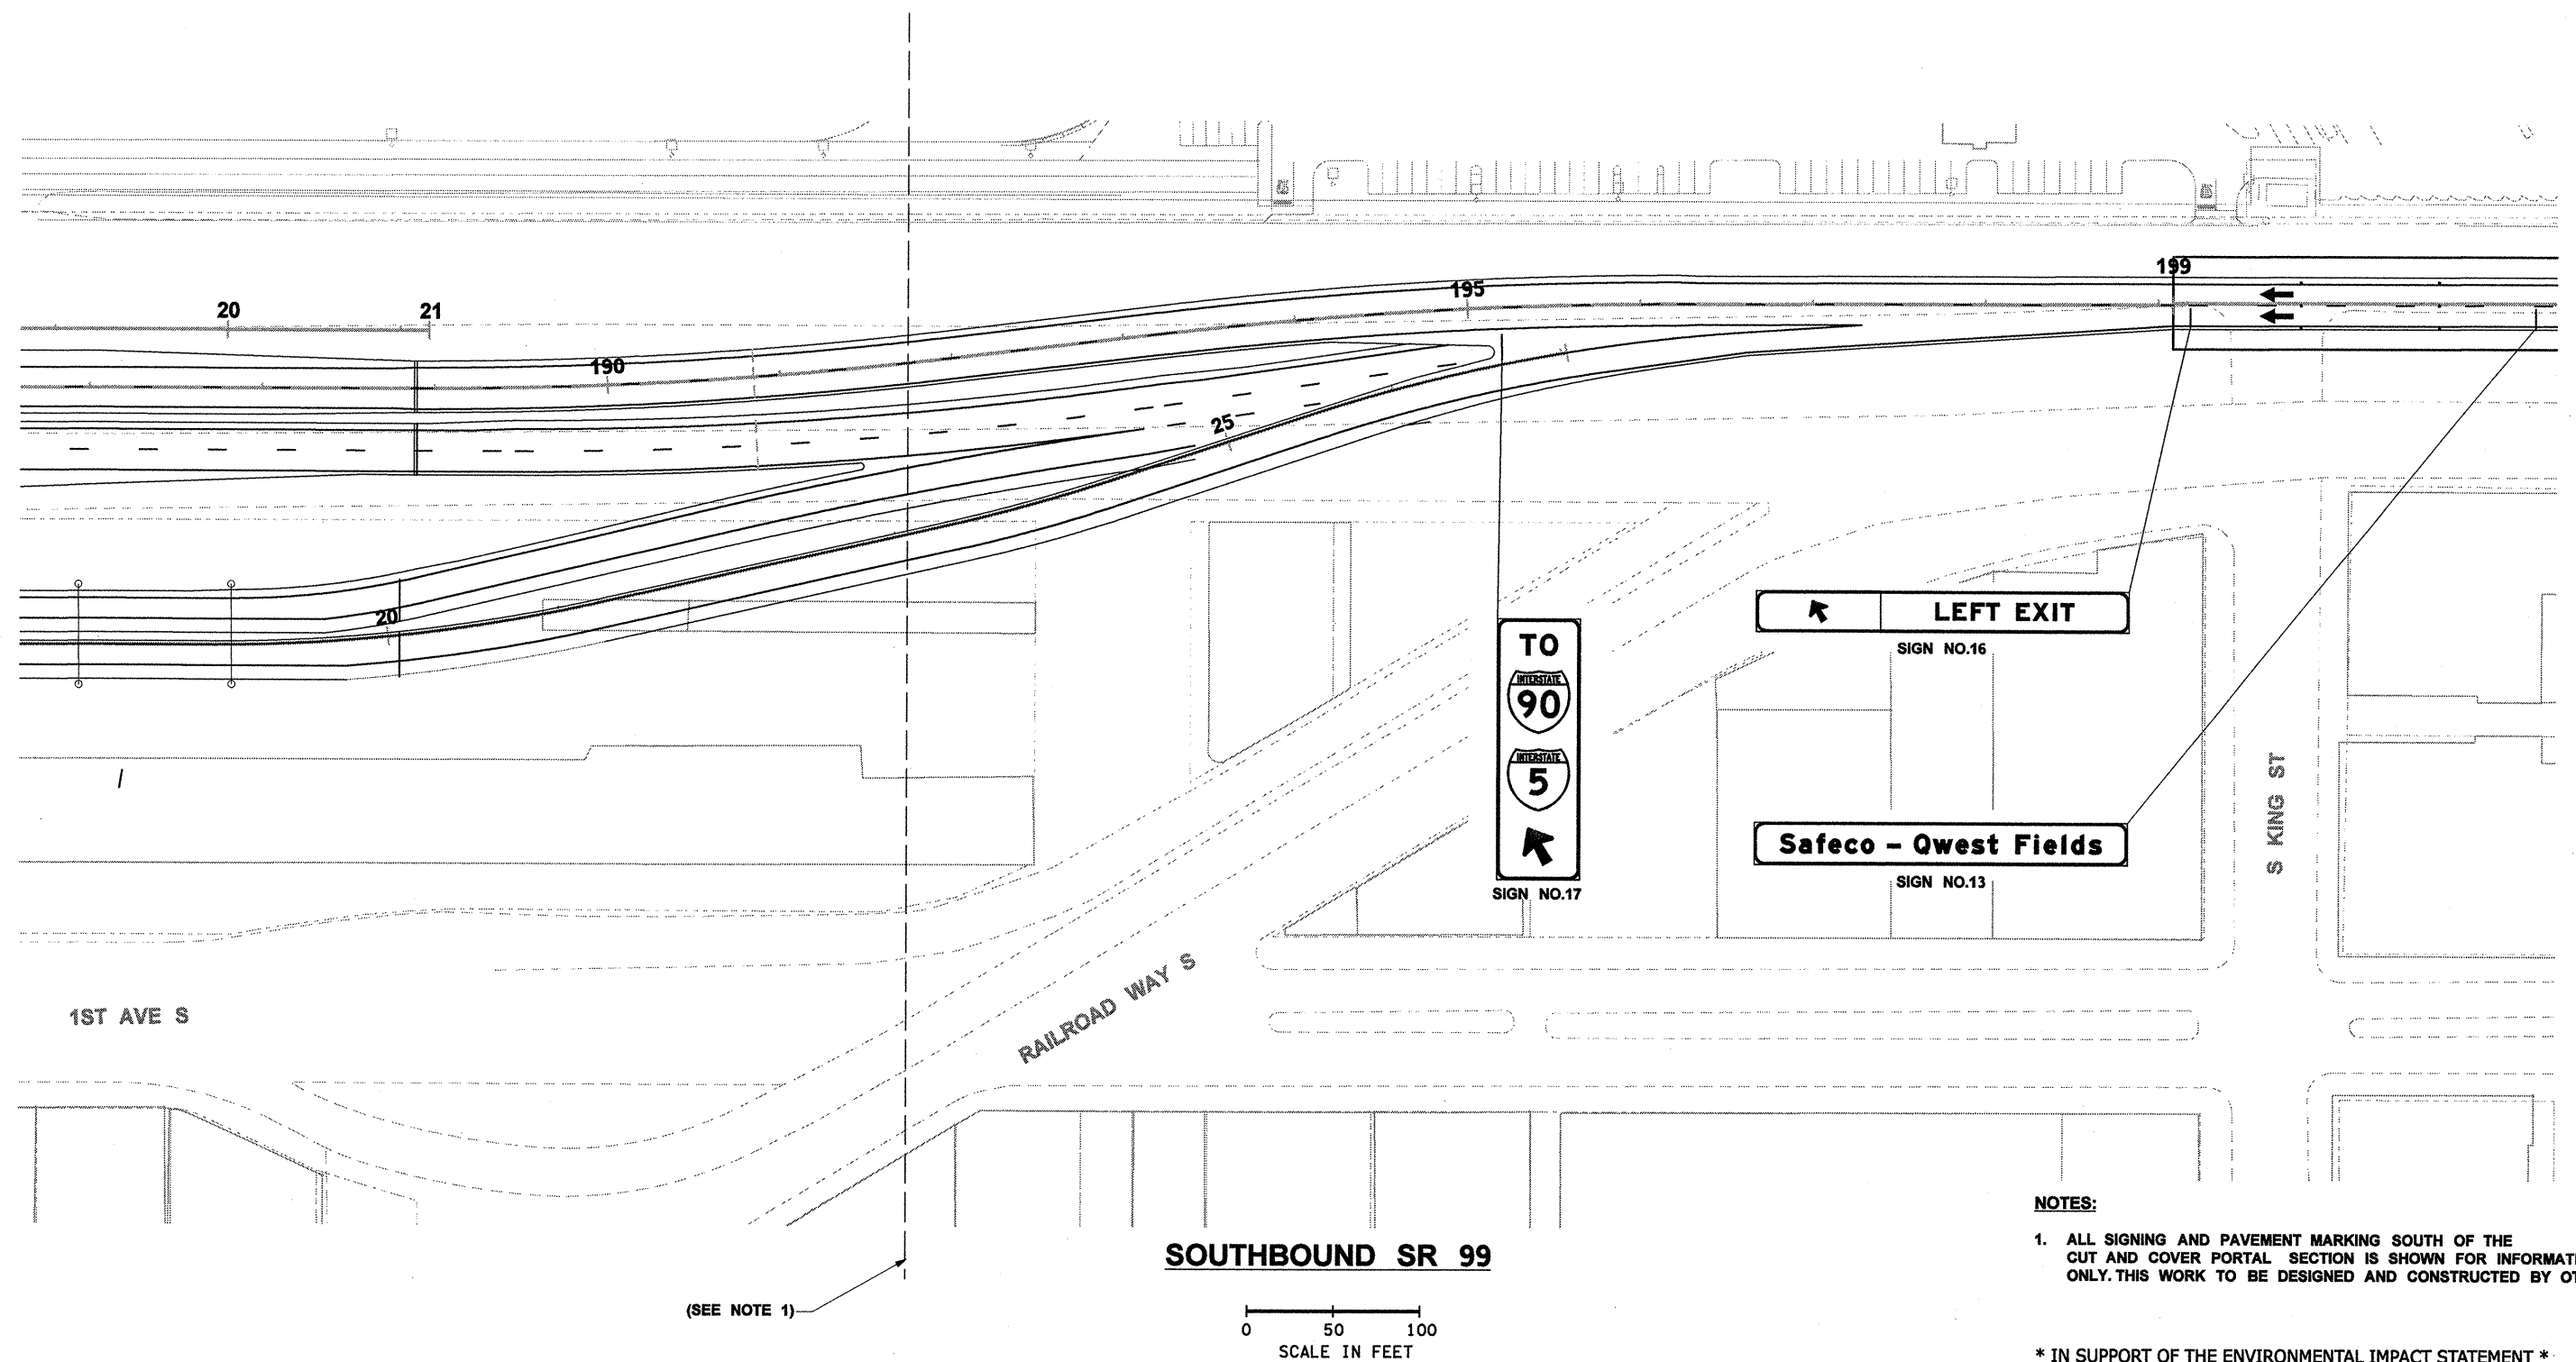 199
195
20
21
190
25
20
LEFT EXIT
SIGN NO.16
TO
INTERSTATE
90
INTERSTATE
5
SIGN NO.17
Safeco - Qwest Fields
SIGN NO.13
S KING ST
RAILROAD WAY S
1ST AVE S
NOTES:
1. ALL SIGNING AND PAVEMENT MARKING SOUTH OF THE
CUT AND COVER PORTAL SECTION IS SHOWN FOR INFORMATI
ONLY. THIS WORK TO BE DESIGNED AND CONSTRUCTED BY OT
SOUTHBOUND SR 99
(SEE NOTE 1)
0 50 100
SCALE IN FEET
* IN SUPPORT OF THE ENVIRONMENTAL IMPACT STATEMENT *